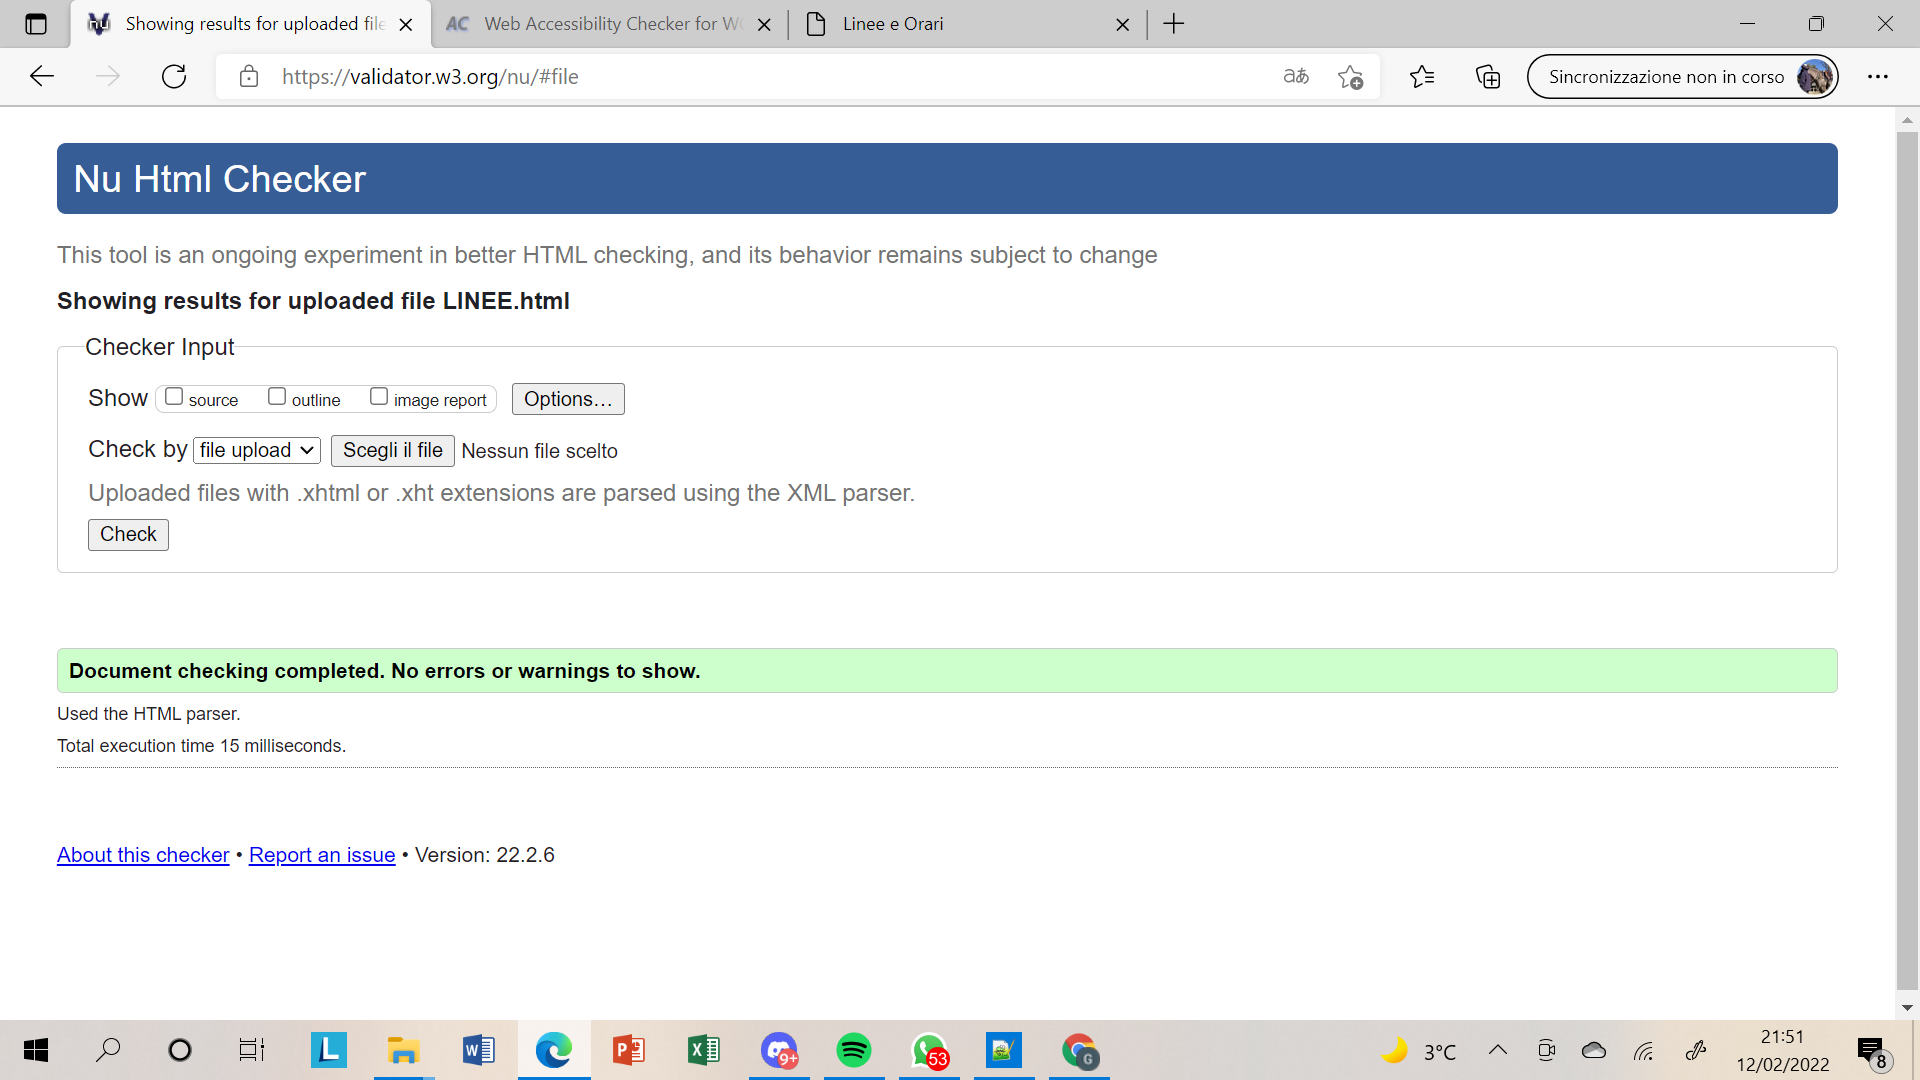 Showing results for uploaded file
Web Accessibility Checker for WC
Linee e Orari
https://validator.w3.org/nu/#file
Sincronizzazione non in corso
Nu Html Checker
This tool is an ongoing experiment in better HTML checking, and its behavior remains subject to change
Showing results for uploaded file LINEE.html
Checker Input
Show source outline image report Options...
Check by file upload Scegli il file Nessun file scelto
Uploaded files with .xhtml or .xht extensions are parsed using the XML parser.
Check
Document checking completed. No errors or warnings to show.
Used the HTML parser.
Total execution time 15 milliseconds.
About this checker • Report an issue • Version: 22.2.6
9+
53
G
3°C
21:51
12/02/2022
8